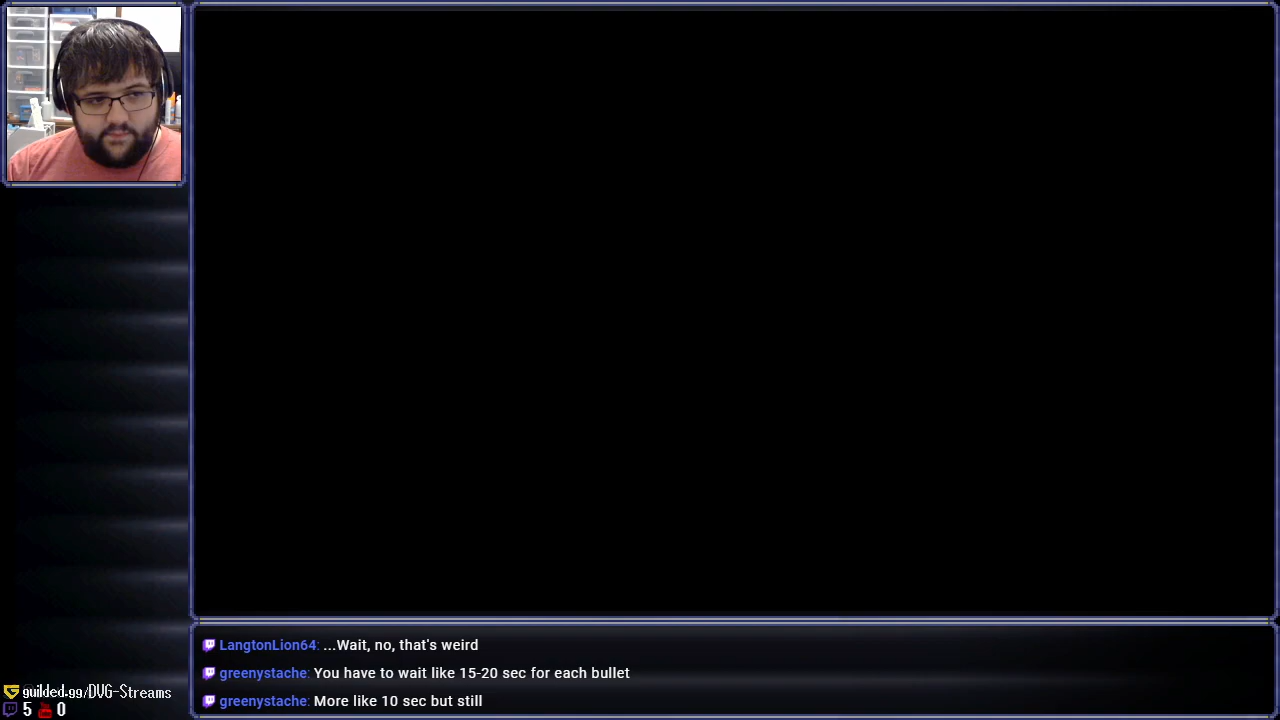 LangtonLion64: ...Wait, no, that's weird
greenystache: You have to wait like 15-20 sec for each bullet
greenystache: More like 10 sec but still
guilded.gg/DVG-Streams
5 0